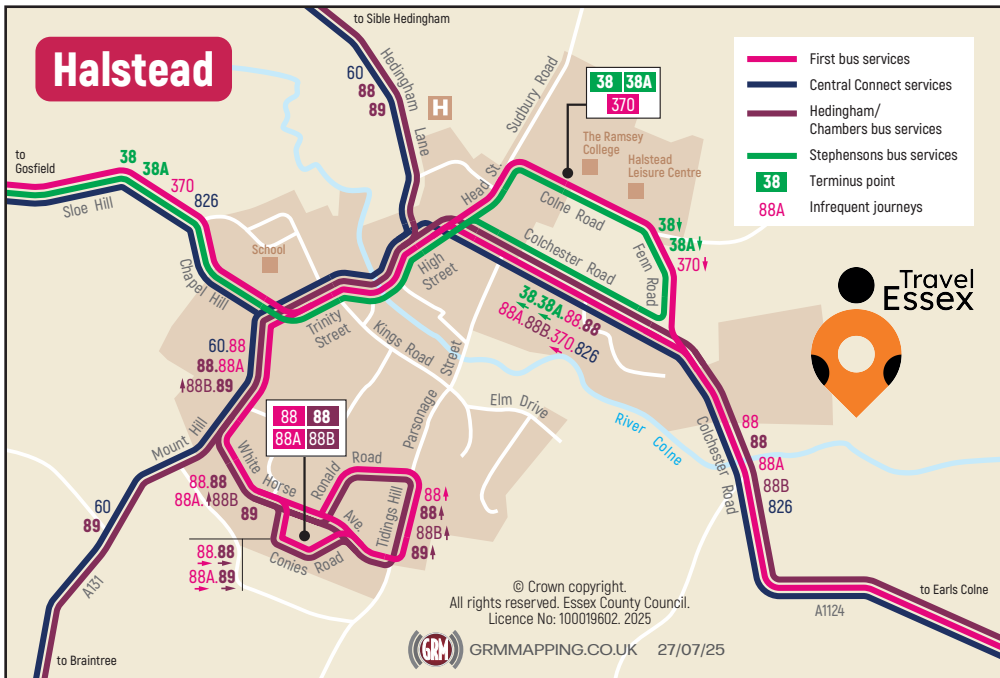 Halstead
to Sible Hedingham
60
88
89
Hedingham
Lane
H
Sudbury Road
38 38A
370
The Ramsey
College
Halstead
Leisure Centre
First bus services
Central Connect services
Hedingham/
Chambers bus services
Stephensons bus services
38 Terminus point
88A Infrequent journeys
to
Gosfield
38
38A
370
826
Sloe Hill
School
Chapel Hill
Head St.
Colne Road
Fenn Road
38↓
38A↓
370↓
Colchester Road
High
Street
Trinity
Street
38.38A.88.88
88A.88B.370.826
Kings Road
Parsonage Street
Elm Drive
River Colne
Travel
Essex
60.88
88.88A
↑88B.89
Mount Hill
88 88
88A 88B
White Horse Ave.
Ronald Road
Tidings Hill
Conies Road
88.88
88A.↑88B
89
88↑
88↑
88B↑
89↑
88.88
88A.89
60
89
A131
to Braintree
Colchester Road
88
88
88A
88B
826
to Earls Colne
A1124
© Crown copyright.
All rights reserved. Essex County Council.
Licence No: 100019602. 2025
GRM GRMMAPPING.CO.UK 27/07/25